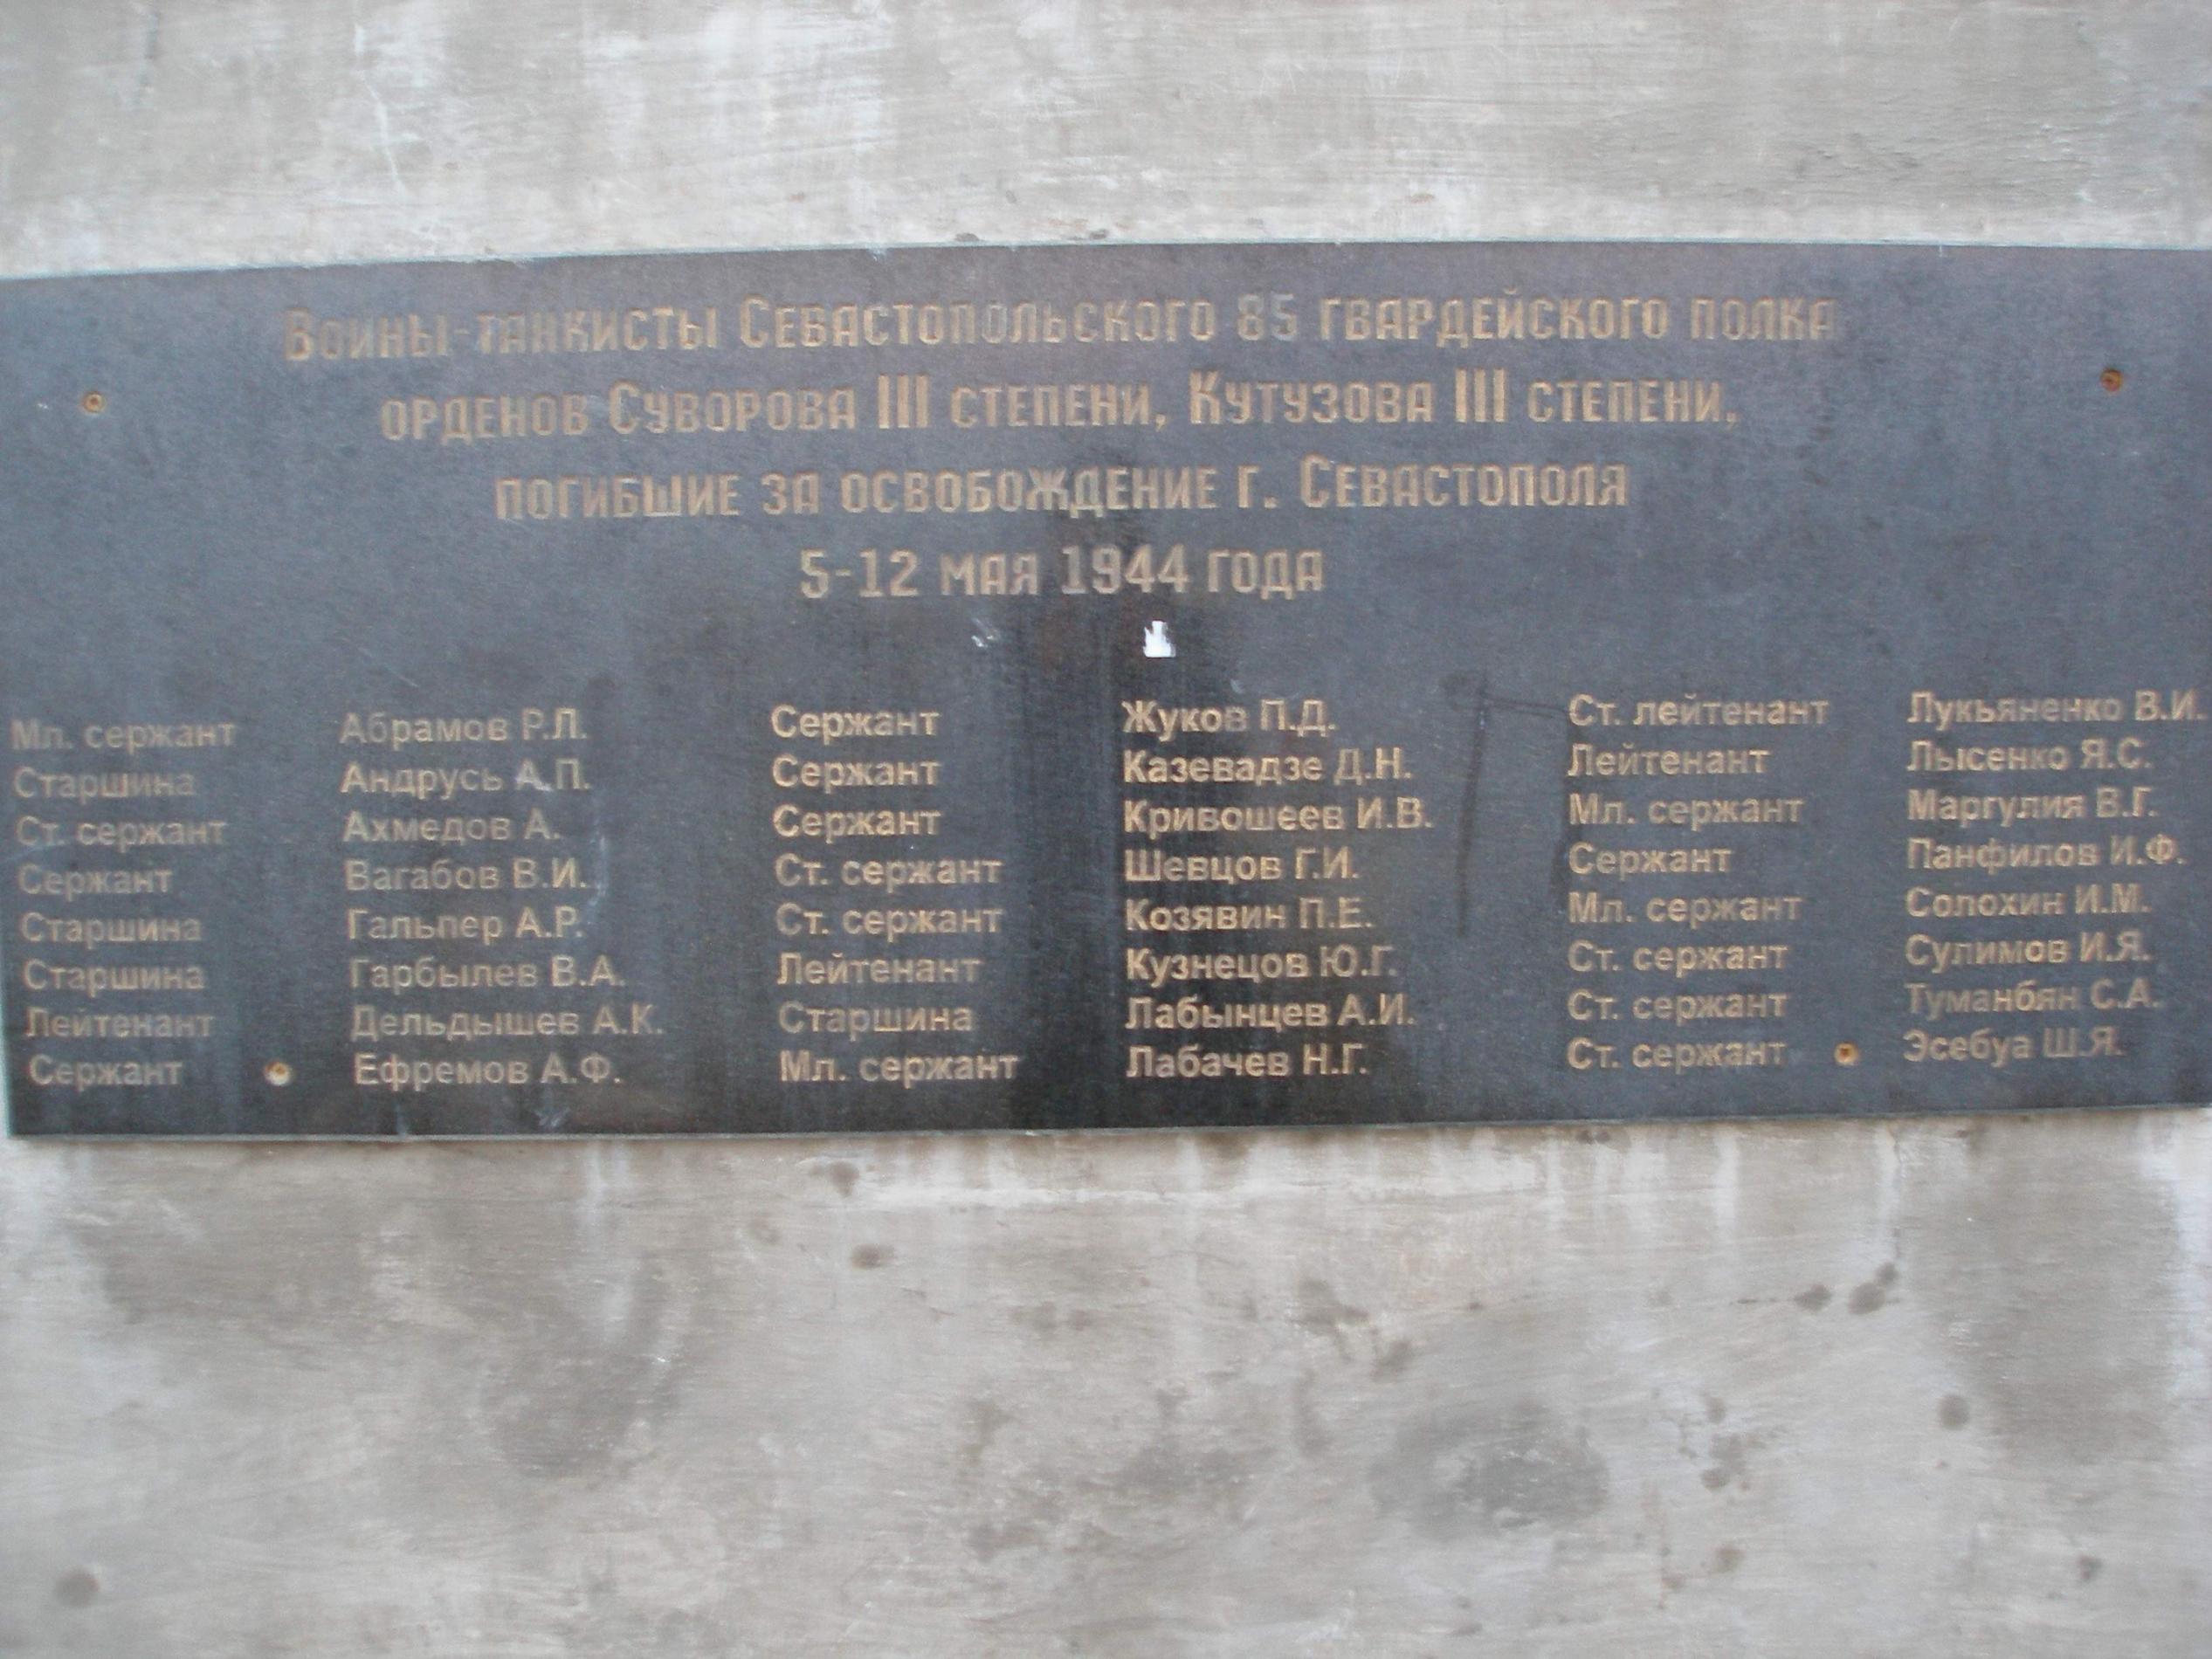 Воины-танкисты Севастопольского 85 гвардейского полка
орденов Суворова III степени, Кутузова III степени,
погибшие за освобождение г. Севастополя
5-12 мая 1944 года
Мл. сержант Абрамов Р.Л. Сержант Жуков П.Д. Ст. лейтенант Лукьяненко В.И.
Старшина Андрусь А.П. Сержант Казевадзе Д.Н. Лейтенант Лысенко Я.С.
Ст. сержант Ахмедов А. Сержант Кривошеев И.В. Мл. сержант Маргулия В.Г.
Сержант Вагабов В.И. Ст. сержант Шевцов Г.И. Сержант Панфилов И.Ф.
Старшина Гальпер А.Р. Ст. сержант Козявин П.Е. Мл. сержант Солохин И.М.
Старшина Гарбылев В.А. Лейтенант Кузнецов Ю.Г. Ст. сержант Сулимов И.Я.
Лейтенант Дельдышев А.К. Старшина Лабынцев А.И. Ст. сержант Туманбян С.А.
Сержант Ефремов А.Ф. Мл. сержант Лабачев Н.Г. Ст. сержант Эсебуа Ш.Я.